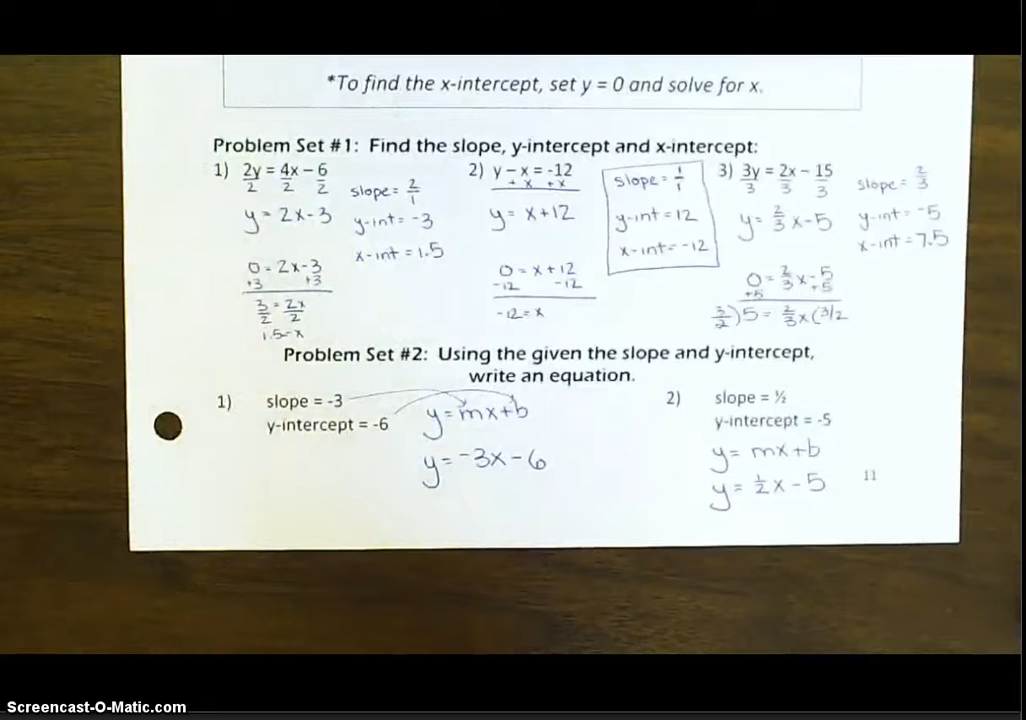 *To find the x-intercept, set y = 0 and solve for x.
Problem Set #1: Find the slope, y-intercept and x-intercept:
1) 2y = 4x – 6
2 2 2
y = 2x - 3
slope = 2/1
y-int = -3
x-int = 1.5
0 = 2x - 3
+3 +3
3/2 = 2x/2
1.5 = x
2) y – x = -12
+x +x
y = x + 12
slope = 1/1
y-int = 12
x-int = -12
0 = x + 12
-12 -12
-12 = x
3) 3y = 2x – 15
3 3 3
y = 2/3 x - 5
slope = 2/3
y-int = -5
x-int = 7.5
0 = 2/3 x - 5
+5 +5
3/2 ) 5 = 2/3 x ( 3/2
Problem Set #2: Using the given the slope and y-intercept,
write an equation.
1) slope = -3
y-intercept = -6
y = mx + b
y = -3x - 6
2) slope = ½
y-intercept = -5
y = mx + b
y = 1/2 x - 5
11
Screencast-O-Matic.com